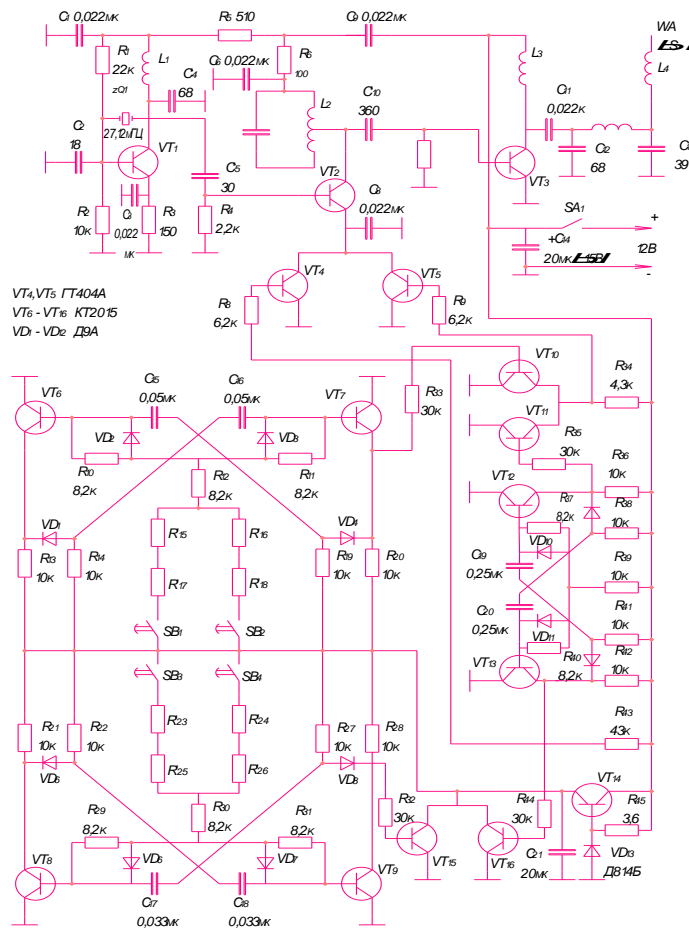 C1 0,022мк
R5 510
C9 0,022мк
WA
R1
22к
L1
C6 0,022мк
R6
100
L3
L4
zQ1
C4
68
L2
C10
360
C11
0,022к
27,12мГЦ
C2
18
VT1
C5
30
VT2
VT3
C12
68
39
R2
10к
0,022
мк
R3
150
R4
2,2к
C8
0,022мк
SA1
+
+C14
20мк
12В
-
VT4,VT5 ГТ404А
VT6 - VT16 КТ2015
VD1 - VD12 Д9А
VT4
VT5
R8
6,2к
R9
6,2к
VT6
C15
0,05мк
C16
0,05мк
VT7
R33
30к
VT10
R34
4,3к
VD2
VD3
VT11
R35
30к
R10
8,2к
R12
8,2к
R11
8,2к
VT12
R36
10к
R37
8,2к
R38
10к
VD1
VD4
R13
10к
R14
10к
R15
R16
R19
10к
R20
10к
VD10
C19
0,25мк
R39
10к
R17
R18
C20
0,25мк
R41
10к
SB1
SB2
VD11
R42
10к
SB3
SB4
VT13
R40
8,2к
R21
10к
R22
10к
R23
R24
R27
10к
R28
10к
R43
43к
VD5
R25
R26
VD8
VT14
R29
8,2к
R30
8,2к
R31
8,2к
R32
30к
R44
30к
R45
3,6
VT8
VD6
VD7
VT9
VT15
VT16
C21
20мк
VD13
Д814Б
C17
0,033мк
C18
0,033мк